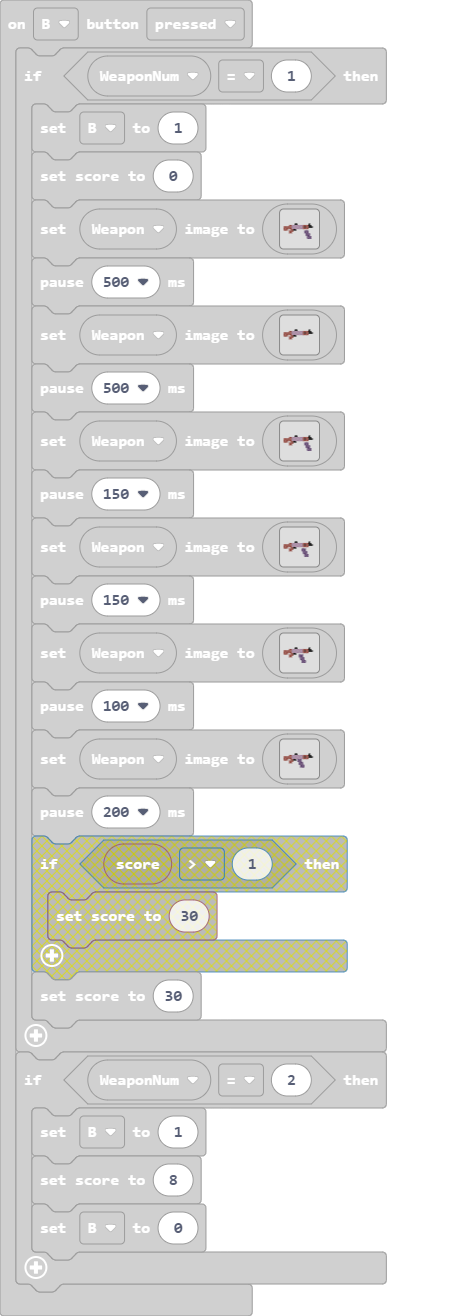 on B button pressed
if WeaponNum = 1 then
set B to 1
set score to 0
set Weapon image to
pause 500 ms
set Weapon image to
pause 500 ms
set Weapon image to
pause 150 ms
set Weapon image to
pause 150 ms
set Weapon image to
pause 100 ms
set Weapon image to
pause 200 ms
if score > 1 then
set score to 30
set score to 30
if WeaponNum = 2 then
set B to 1
set score to 8
set B to 0